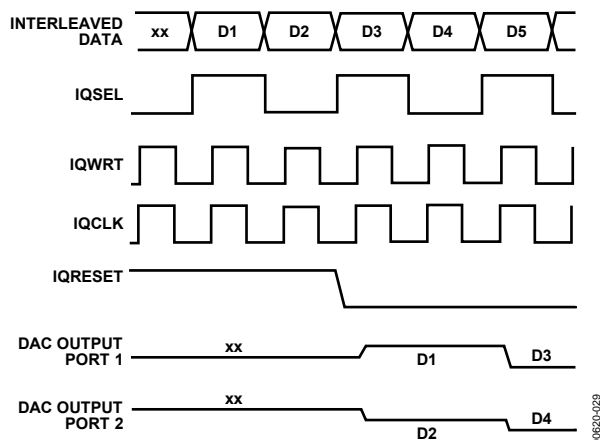 INTERLEAVED
DATA
xx D1 D2 D3 D4 D5
IQSEL
IQWRT
IQCLK
IQRESET
DAC OUTPUT
PORT 1
xx D1 D3
DAC OUTPUT
PORT 2
xx D2 D4
0620-029